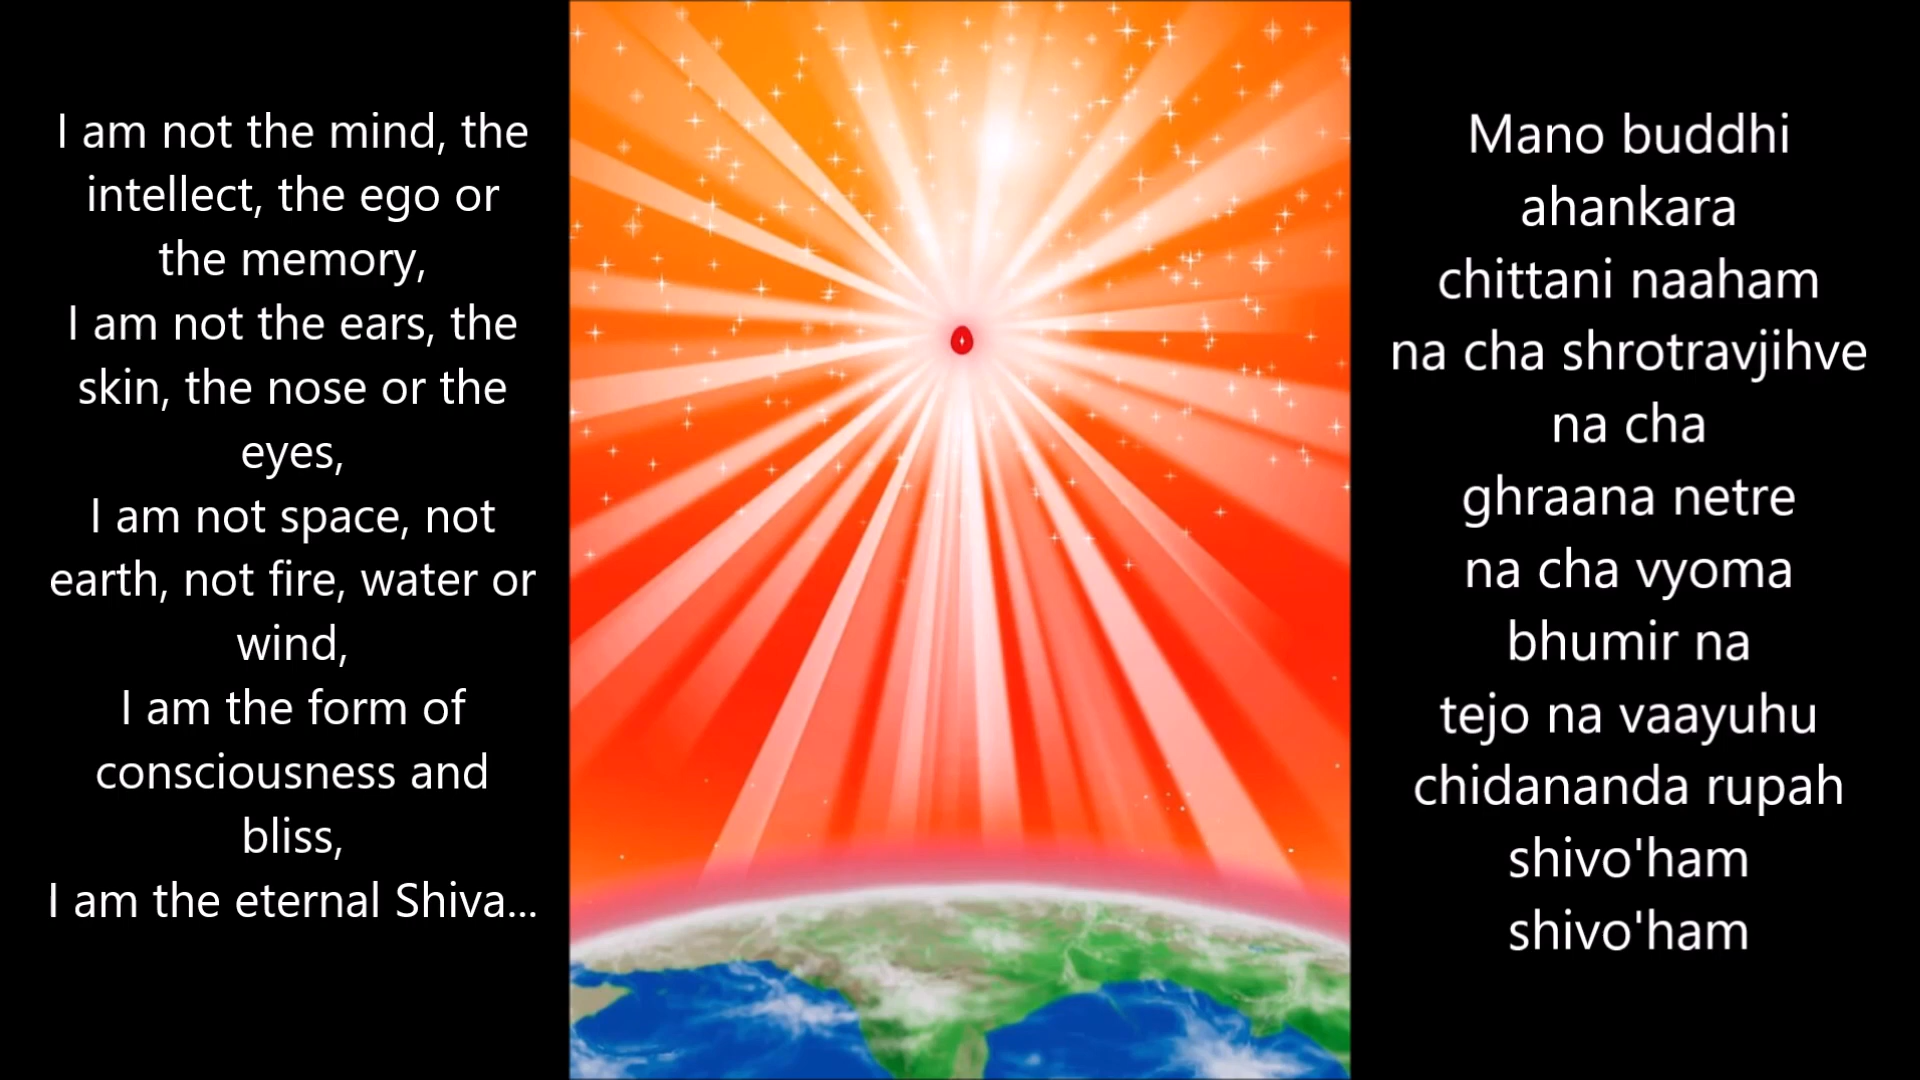 I am not the mind, the
intellect, the ego or
the memory,
I am not the ears, the
skin, the nose or the
eyes,
I am not space, not
earth, not fire, water or
wind,
I am the form of
consciousness and
bliss,
I am the eternal Shiva...
Mano buddhi
ahankara
chittani naaham
na cha shrotravjihve
na cha
ghraana netre
na cha vyoma
bhumir na
tejo na vaayuhu
chidananda rupah
shivo'ham
shivo'ham